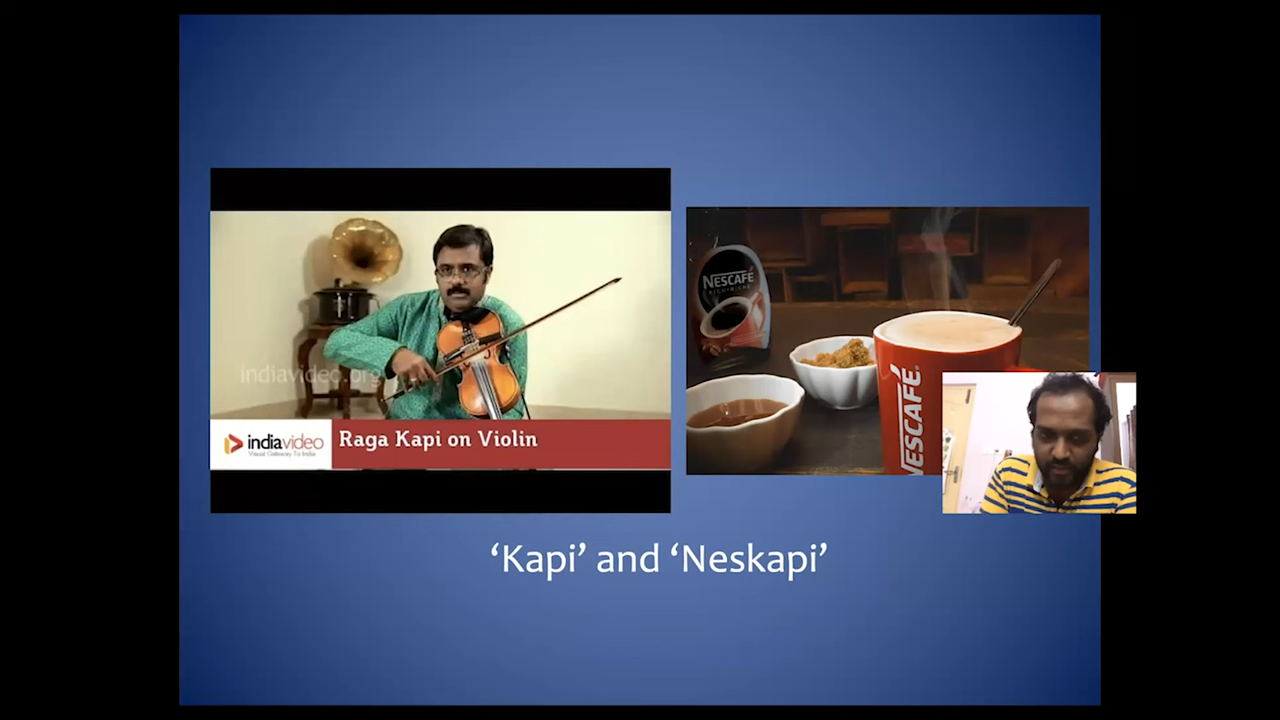 indiavideo.org
indiavideo
Visual Gateway To India
Raga Kapi on Violin
NESCAFÉ
NESCAFÉ
‘Kapi’ and ‘Neskapi’